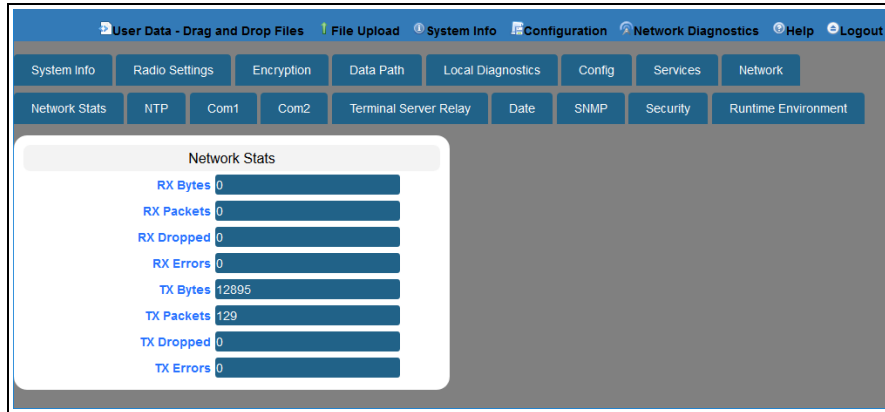 User Data - Drag and Drop Files File Upload System Info Configuration Network Diagnostics Help Logout
System Info Radio Settings Encryption Data Path Local Diagnostics Config Services Network
Network Stats NTP Com1 Com2 Terminal Server Relay Date SNMP Security Runtime Environment
Network Stats
RX Bytes 0
RX Packets 0
RX Dropped 0
RX Errors 0
TX Bytes 12895
TX Packets 129
TX Dropped 0
TX Errors 0